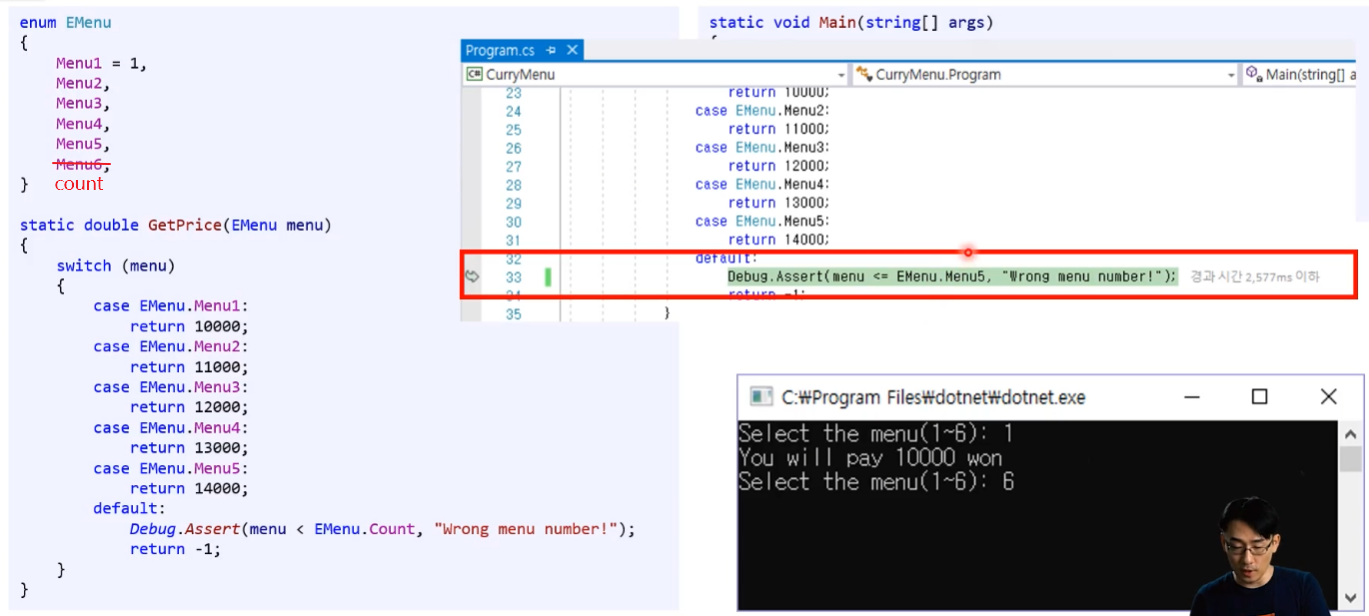 enum EMenu
{
Menu1 = 1,
Menu2,
Menu3,
Menu4,
Menu5,
Menu6,
} count
static double GetPrice(EMenu menu)
{
switch (menu)
{
case EMenu.Menu1:
return 10000;
case EMenu.Menu2:
return 11000;
case EMenu.Menu3:
return 12000;
case EMenu.Menu4:
return 13000;
case EMenu.Menu5:
return 14000;
default:
Debug.Assert(menu < EMenu.Count, "Wrong menu number!");
return -1;
}
}
static void Main(string[] args)
{
Program.cs
C# CurryMenu
CurryMenu.Program
Main(string[] a
23 return 10000;
24 case EMenu.Menu2:
25 return 11000;
26 case EMenu.Menu3:
27 return 12000;
28 case EMenu.Menu4:
29 return 13000;
30 case EMenu.Menu5:
31 return 14000;
32 default:
33 Debug.Assert(menu <= EMenu.Menu5, "Wrong menu number!"); 경과 시간 2,577ms 이하
34 return -1;
35 }
C:₩Program Files₩dotnet₩dotnet.exe
Select the menu(1~6): 1
You will pay 10000 won
Select the menu(1~6): 6